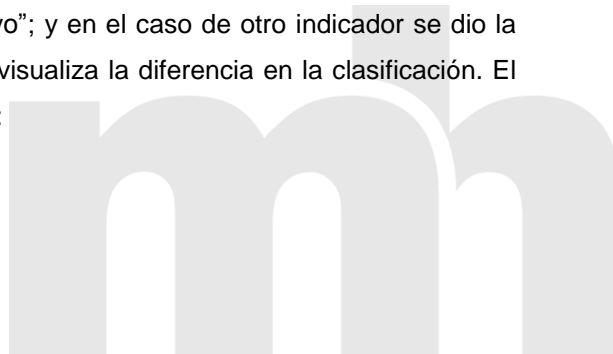 vo”; y en el caso de otro indicador se dio la
visualiza la diferencia en la clasificación. El
: